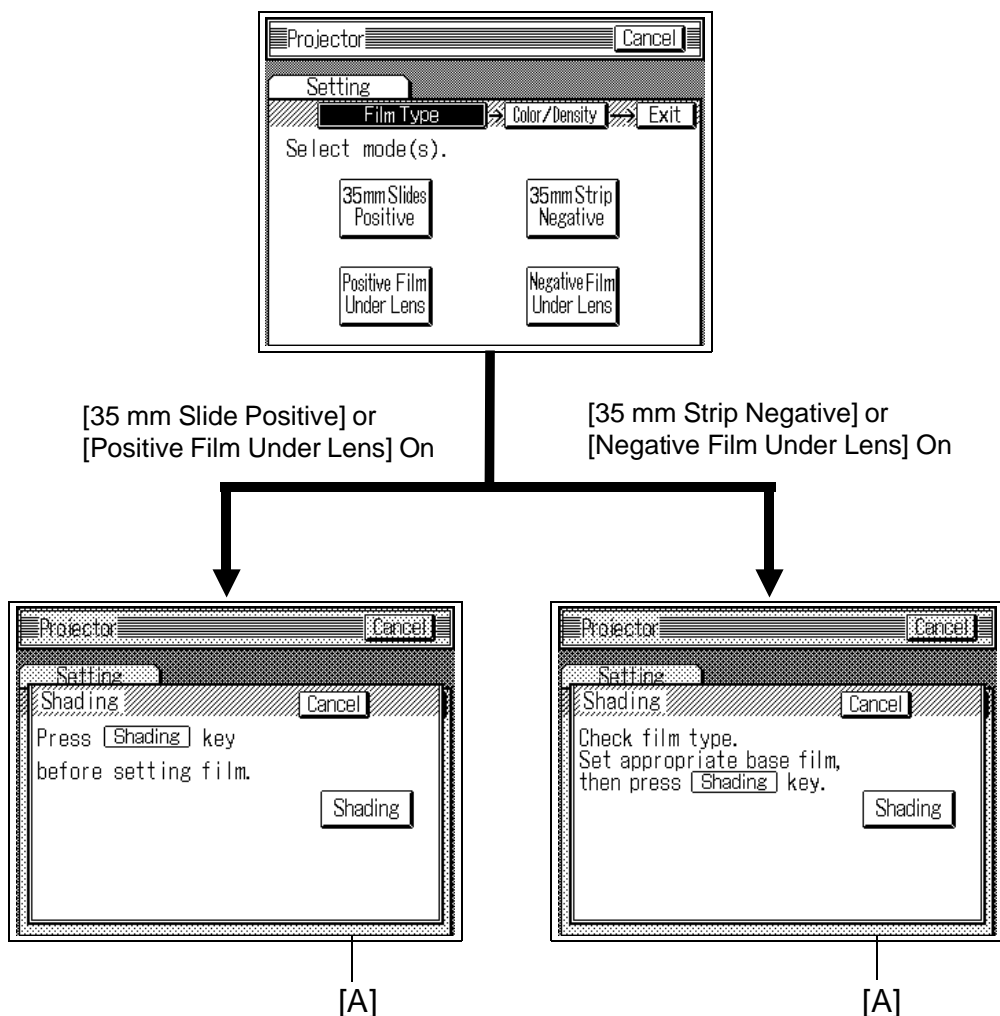 Projector Cancel
Setting
Film Type → Color/Density → Exit
Select mode(s).
35mm Slides
Positive
35mm Strip
Negative
Positive Film
Under Lens
Negative Film
Under Lens
[35 mm Slide Positive] or
[Positive Film Under Lens] On
[35 mm Strip Negative] or
[Negative Film Under Lens] On
Projector Cancel
Setting
Shading Cancel
Press Shading key
before setting film.
Shading
[A]
Projector Cancel
Setting
Shading Cancel
Check film type.
Set appropriate base film,
then press Shading key.
Shading
[A]